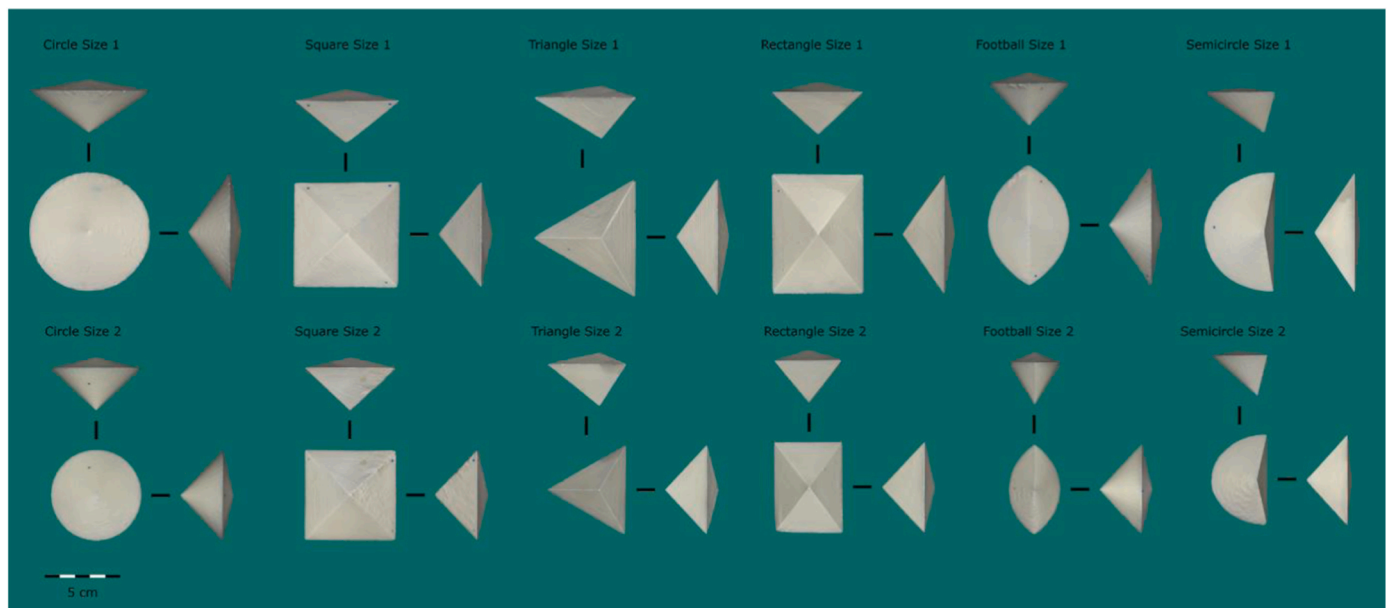 Circle Size 1
Square Size 1
Triangle Size 1
Rectangle Size 1
Football Size 1
Semicircle Size 1
Circle Size 2
Square Size 2
Triangle Size 2
Rectangle Size 2
Football Size 2
Semicircle Size 2
5 cm